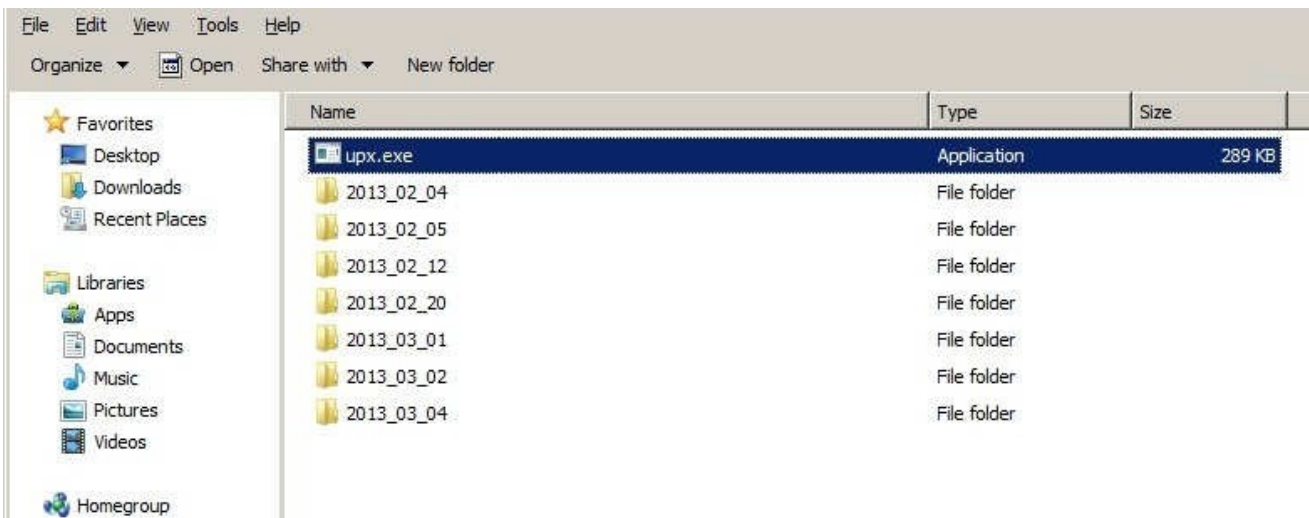 File Edit View Tools Help
Organize Open Share with New folder
Favorites
Desktop
Downloads
Recent Places
Libraries
Apps
Documents
Music
Pictures
Videos
Homegroup
Name Type Size
upx.exe Application 289 KB
2013_02_04 File folder
2013_02_05 File folder
2013_02_12 File folder
2013_02_20 File folder
2013_03_01 File folder
2013_03_02 File folder
2013_03_04 File folder